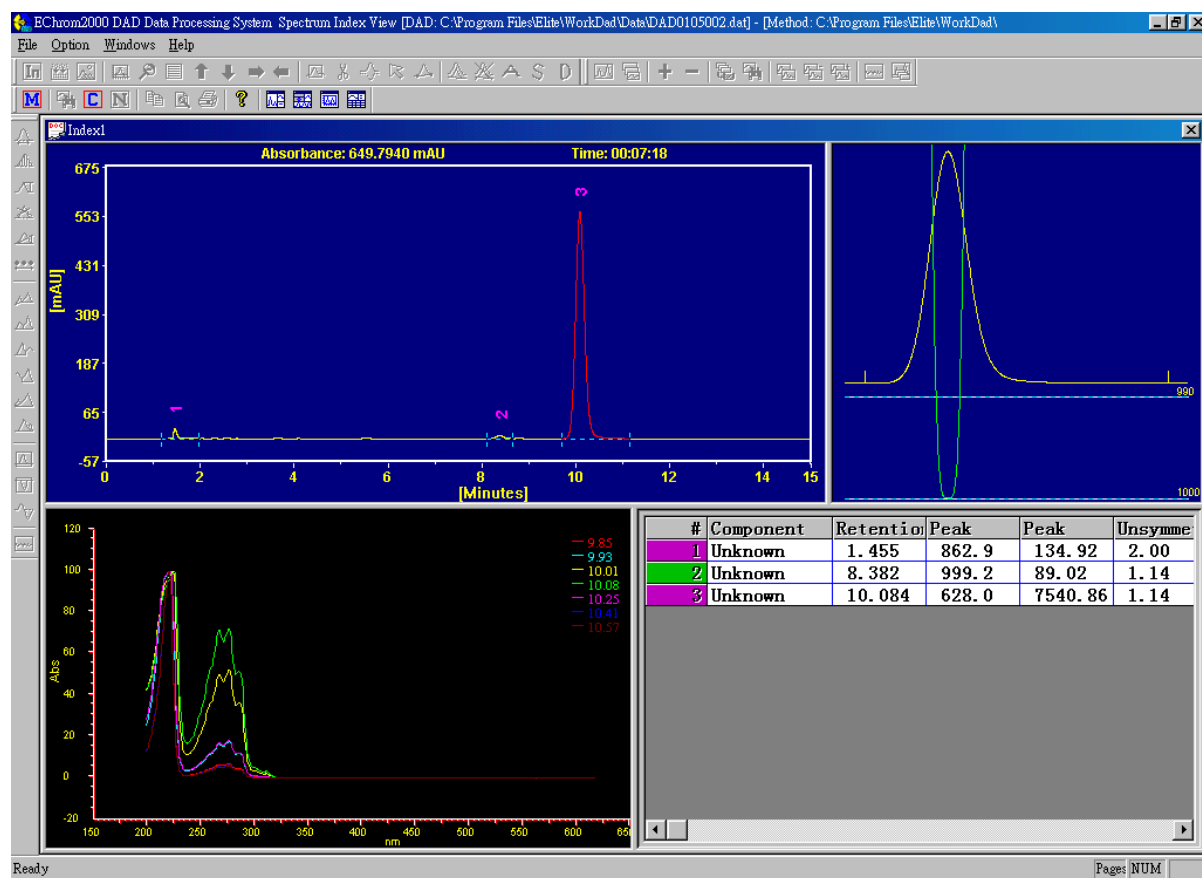 EChrom2000 DAD Data Processing System Spectrum Index View [DAD: C:\Program Files\Elite\WorkDad\Data\DAD0105002.dat] - [Method: C:\Program Files\Elite\WorkDad\
File Option Windows Help
In
A S D
M C N ?
Index1
Absorbance: 649.7940 mAU Time: 00:07:18
675
553
431
309
187
65
-57
[mAU]
1
2
3
0 2 4 6 8 10 12 14 15
[Minutes]
990
1000
120
100
80
60
40
20
0
-20
Abs
9.85
9.93
10.01
10.08
10.25
10.41
10.57
150 200 250 300 350 400 450 500 550 600 650
nm
# Component Retention Peak Peak Unsymme
1 Unknown 1.455 862.9 134.92 2.00
2 Unknown 8.382 999.2 89.02 1.14
3 Unknown 10.084 628.0 7540.86 1.14
Ready
Pages NUM